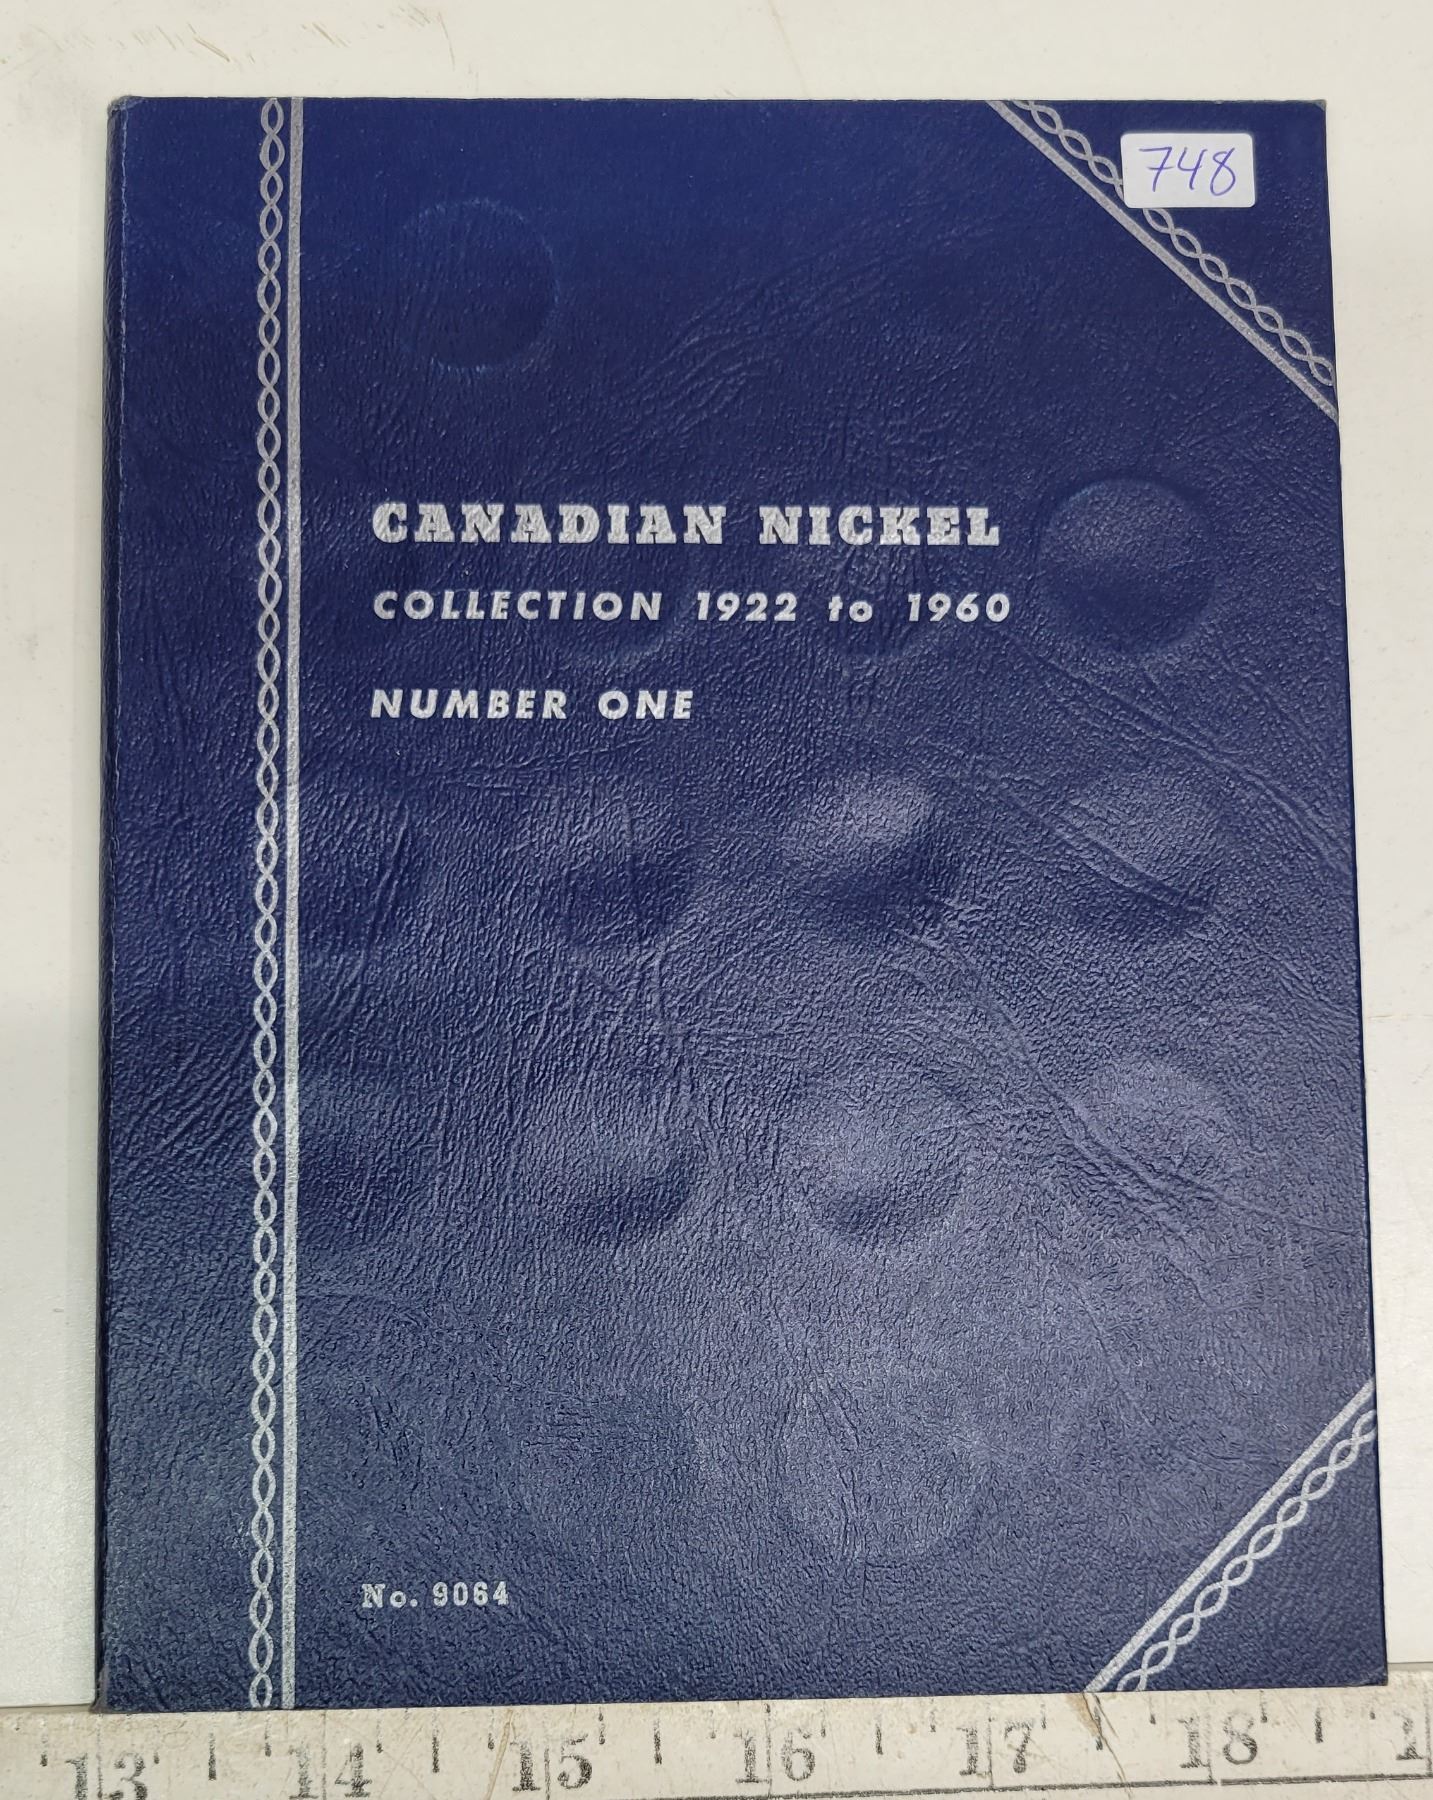 748
CANADIAN NICKEL
COLLECTION 1922 to 1960
NUMBER ONE
No. 9064
13 14 15 16 17 18